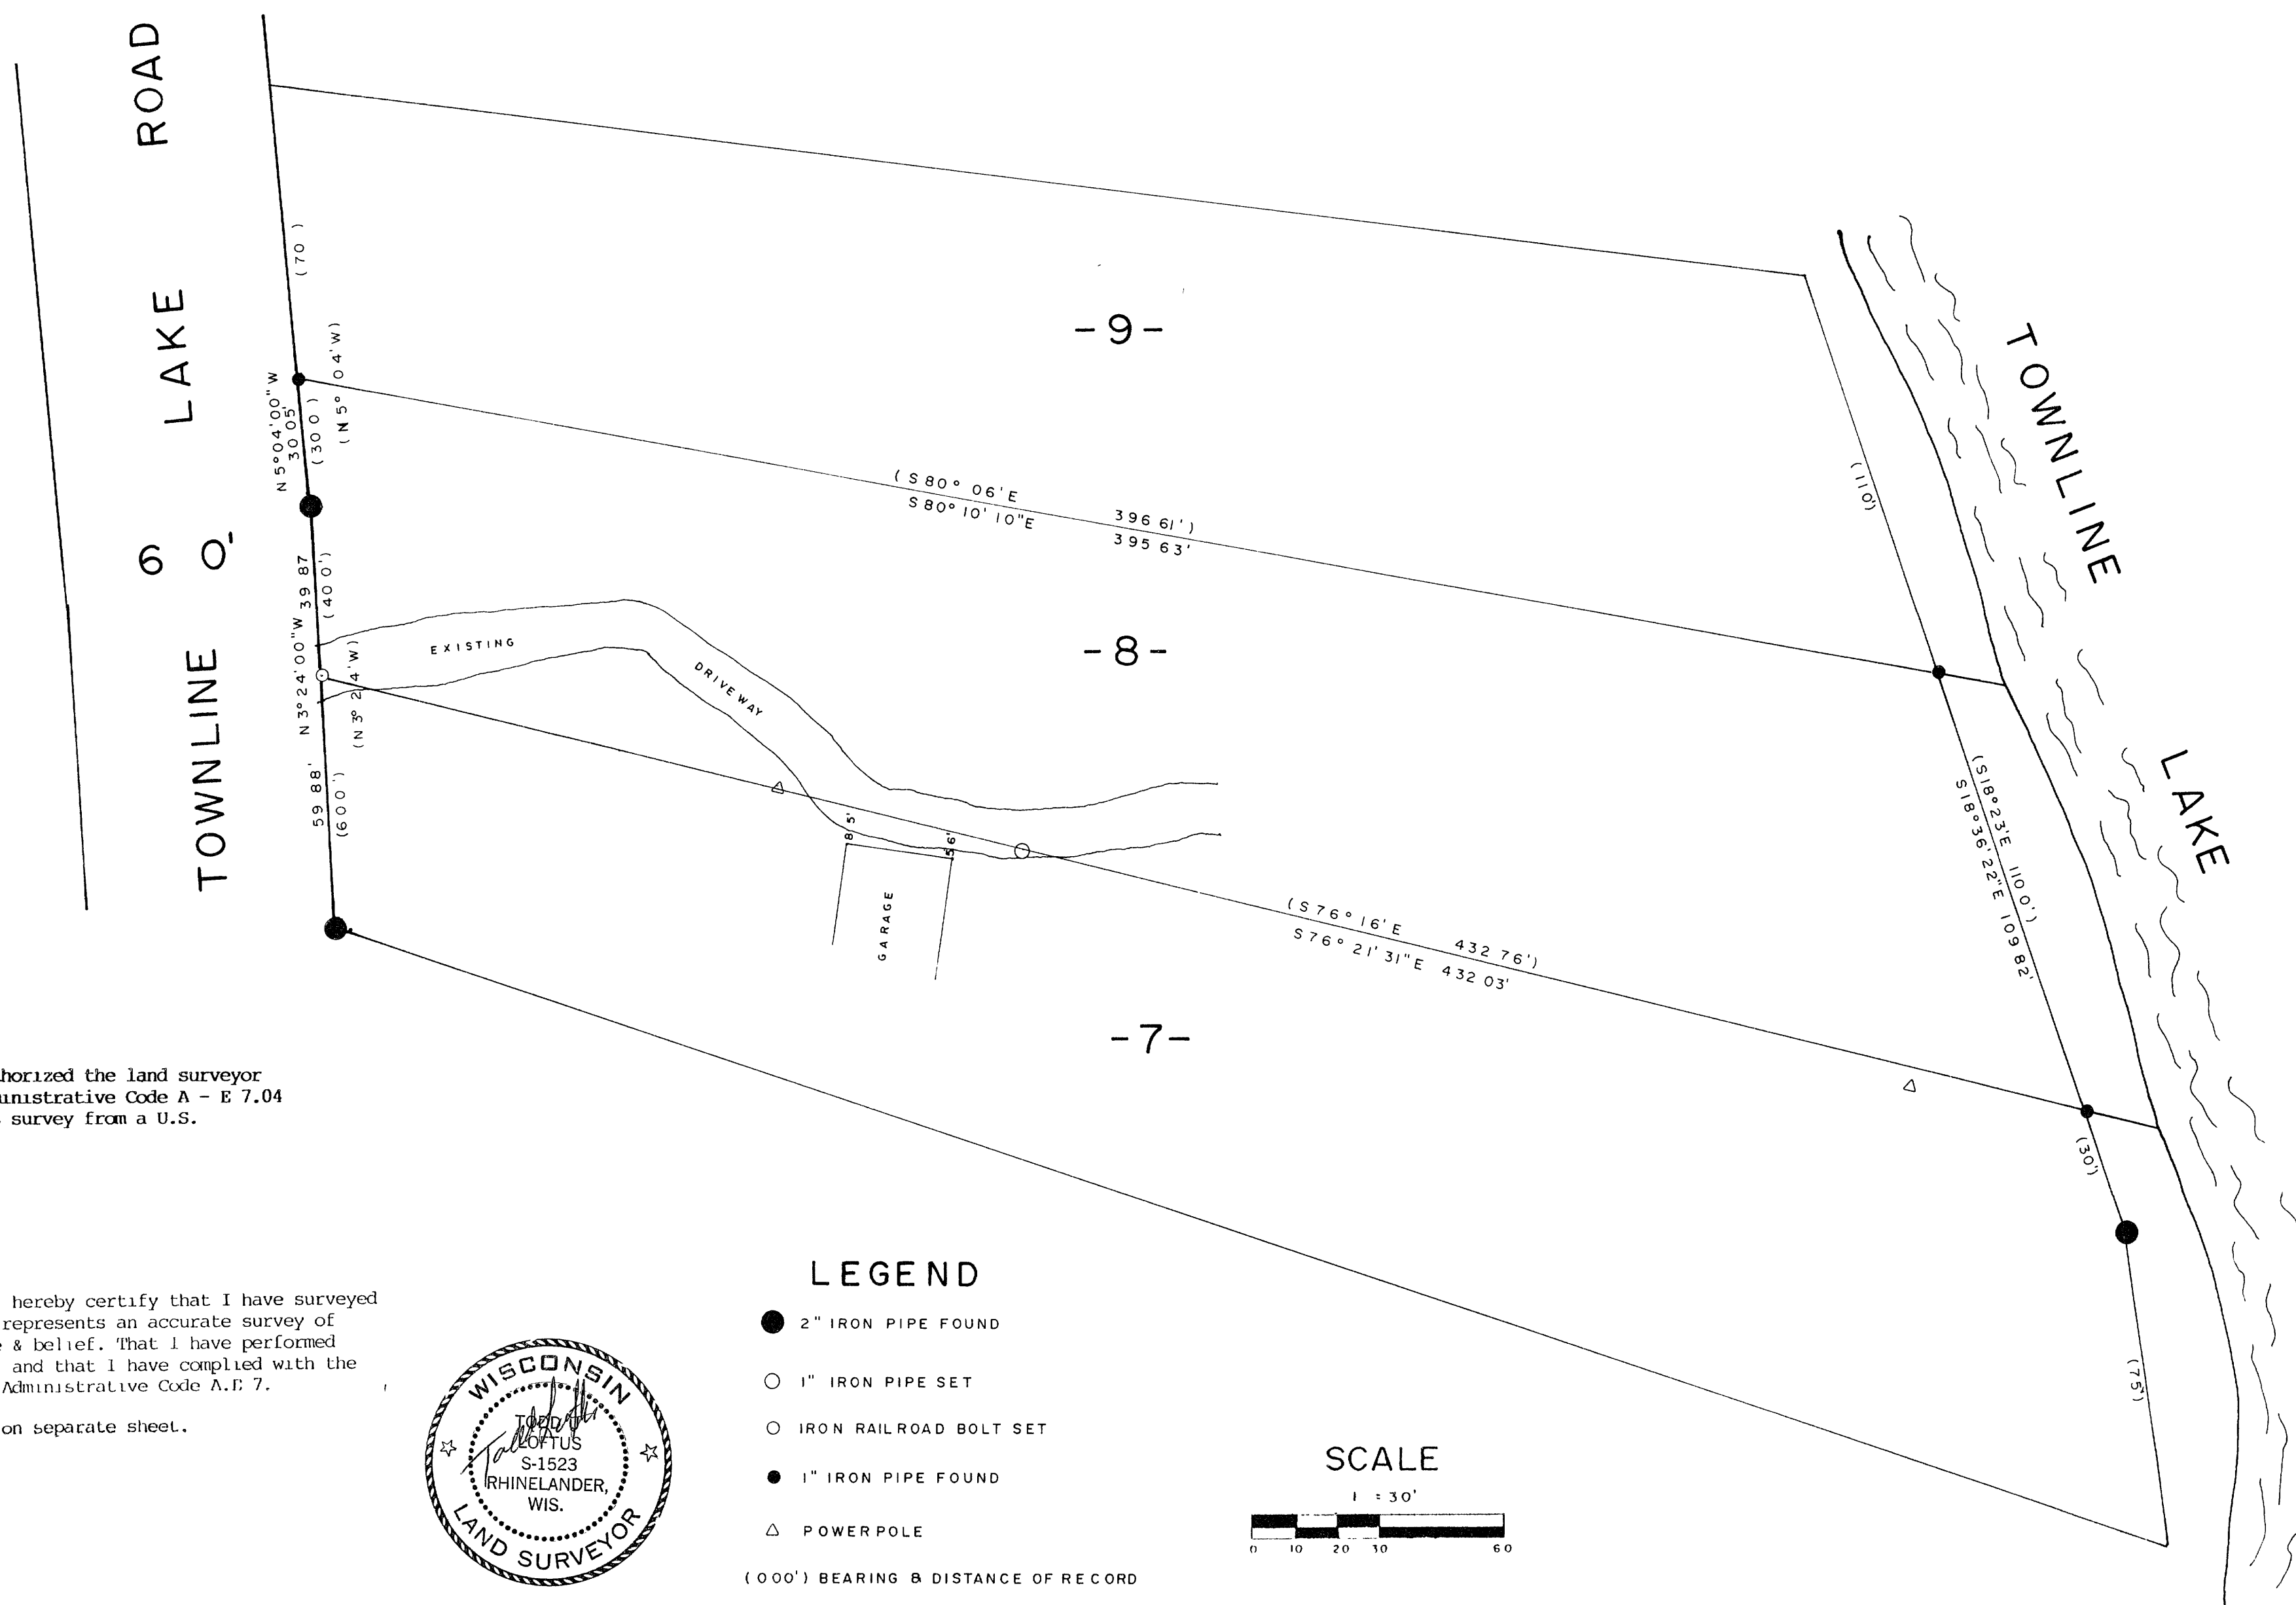 TOWNLINE LAKE ROAD
6 0'
(70 )
N 5° 04' 00" W
30 05'
(30 0 )
(N 5° 04' W)
-9-
(S 80° 06' E 396 61')
S 80° 10' 10" E 395 63'
(110')
TOWNLINE LAKE
N 3° 24' 00" W 39 87
(40 0')
(N 3° 24' W)
EXISTING DRIVEWAY
-8-
59 88'
(60 0')
8 5'
5 6'
GARAGE
(S 76° 16' E 432 76')
S 76° 21' 31" E 432 03'
(S18° 23' E 110 0')
S 18° 36' 22" E 109 82'
-7-
(30')
(75')
horized the land surveyor
inistrative Code A - E 7.04
survey from a U.S.
hereby certify that I have surveyed
represents an accurate survey of
& belief. That I have performed
and that I have complied with the
Administrative Code A.E 7.
on separate sheet.
WISCONSIN
TODD
LOFTUS
S-1523
RHINELANDER,
WIS.
LAND SURVEYOR
LEGEND
2" IRON PIPE FOUND
1" IRON PIPE SET
IRON RAILROAD BOLT SET
1" IRON PIPE FOUND
POWERPOLE
(000') BEARING & DISTANCE OF RECORD
SCALE
1 = 30'
0 10 20 30 60